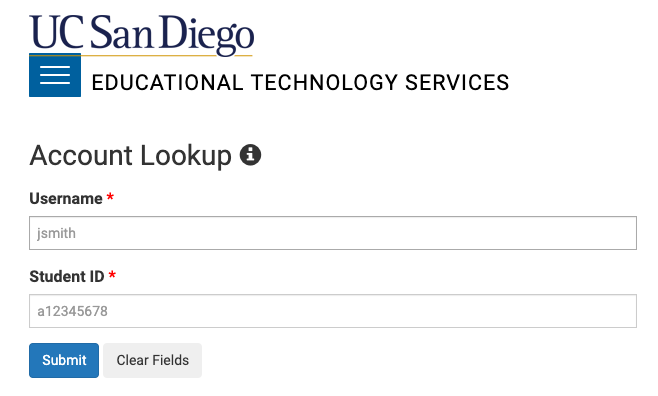 UC San Diego
EDUCATIONAL TECHNOLOGY SERVICES
Account Lookup
Username *
jsmith
Student ID *
a12345678
Submit Clear Fields